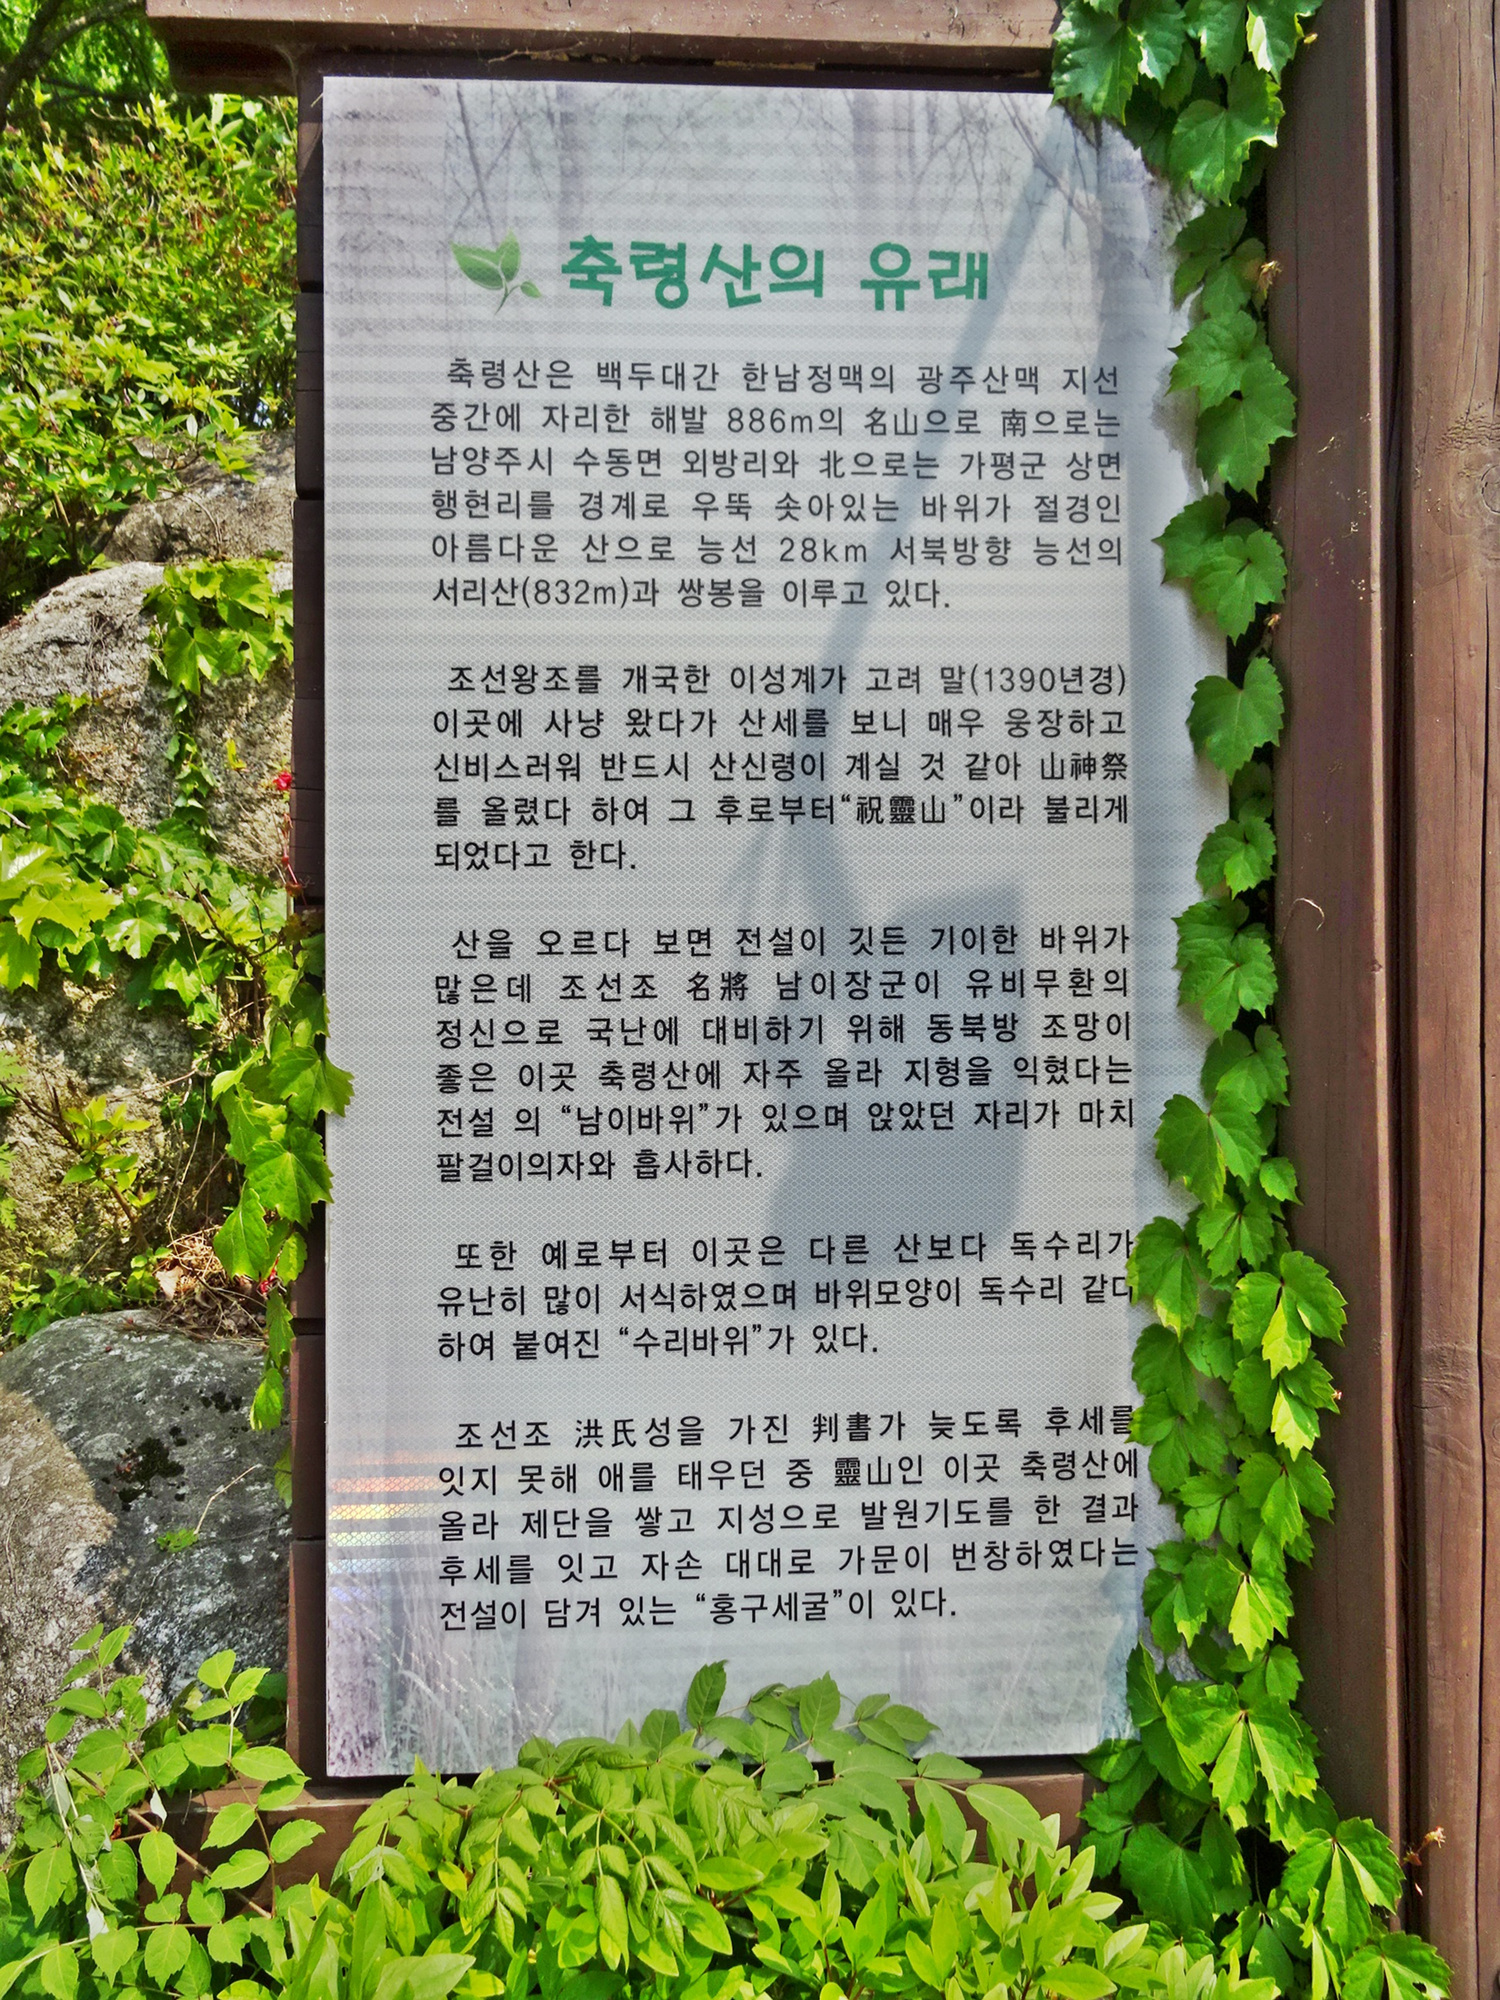 축령산의 유래
축령산은 백두대간 한남정맥의 광주산맥 지선
중간에 자리한 해발 886m의 名山으로 南으로는
남양주시 수동면 외방리와 北으로는 가평군 상면
행현리를 경계로 우뚝 솟아있는 바위가 절경인
아름다운 산으로 능선 28km 서북방향 능선의
서리산(832m)과 쌍봉을 이루고 있다.
조선왕조를 개국한 이성계가 고려 말(1390년경)
이곳에 사냥 왔다가 산세를 보니 매우 웅장하고
신비스러워 반드시 산신령이 계실 것 같아 山神祭
를 올렸다 하여 그 후로부터“祝靈山”이라 불리게
되었다고 한다.
산을 오르다 보면 전설이 깃든 기이한 바위가
많은데 조선조 名將 남이장군이 유비무환의
정신으로 국난에 대비하기 위해 동북방 조망이
좋은 이곳 축령산에 자주 올라 지형을 익혔다는
전설 의 “남이바위”가 있으며 앉았던 자리가 마치
팔걸이의자와 흡사하다.
또한 예로부터 이곳은 다른 산보다 독수리가
유난히 많이 서식하였으며 바위모양이 독수리 같다
하여 붙여진 “수리바위”가 있다.
조선조 洪氏성을 가진 判書가 늦도록 후세를
잇지 못해 애를 태우던 중 靈山인 이곳 축령산에
올라 제단을 쌓고 지성으로 발원기도를 한 결과
후세를 잇고 자손 대대로 가문이 번창하였다는
전설이 담겨 있는 “홍구세굴”이 있다.